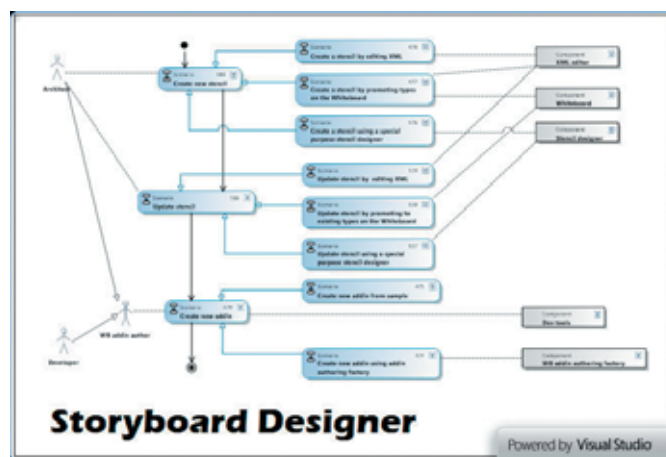 Scenario
Create a stencil by editing XML
Component
XML editor
Scenario
Create new stencil
Scenario
Create a stencil by promoting types
on the Whiteboard
Architect
Component
Whiteboard
Scenario
Create a stencil using a special
purpose stencil designer
Component
Stencil designer
Scenario
Update stencil by editing XML
Scenario
Update stencil
Scenario
Update stencil by promoting to
existing types on the Whiteboard
Scenario
Update stencil using a special
purpose stencil designer
Scenario
Create new addin from sample
Scenario
Create new addin
Component
Dev tools
WB addin author
Developer
Scenario
Create new addin using addin
authoring factory
Component
WB addin authoring factory
Storyboard Designer
Powered by Visual Studio